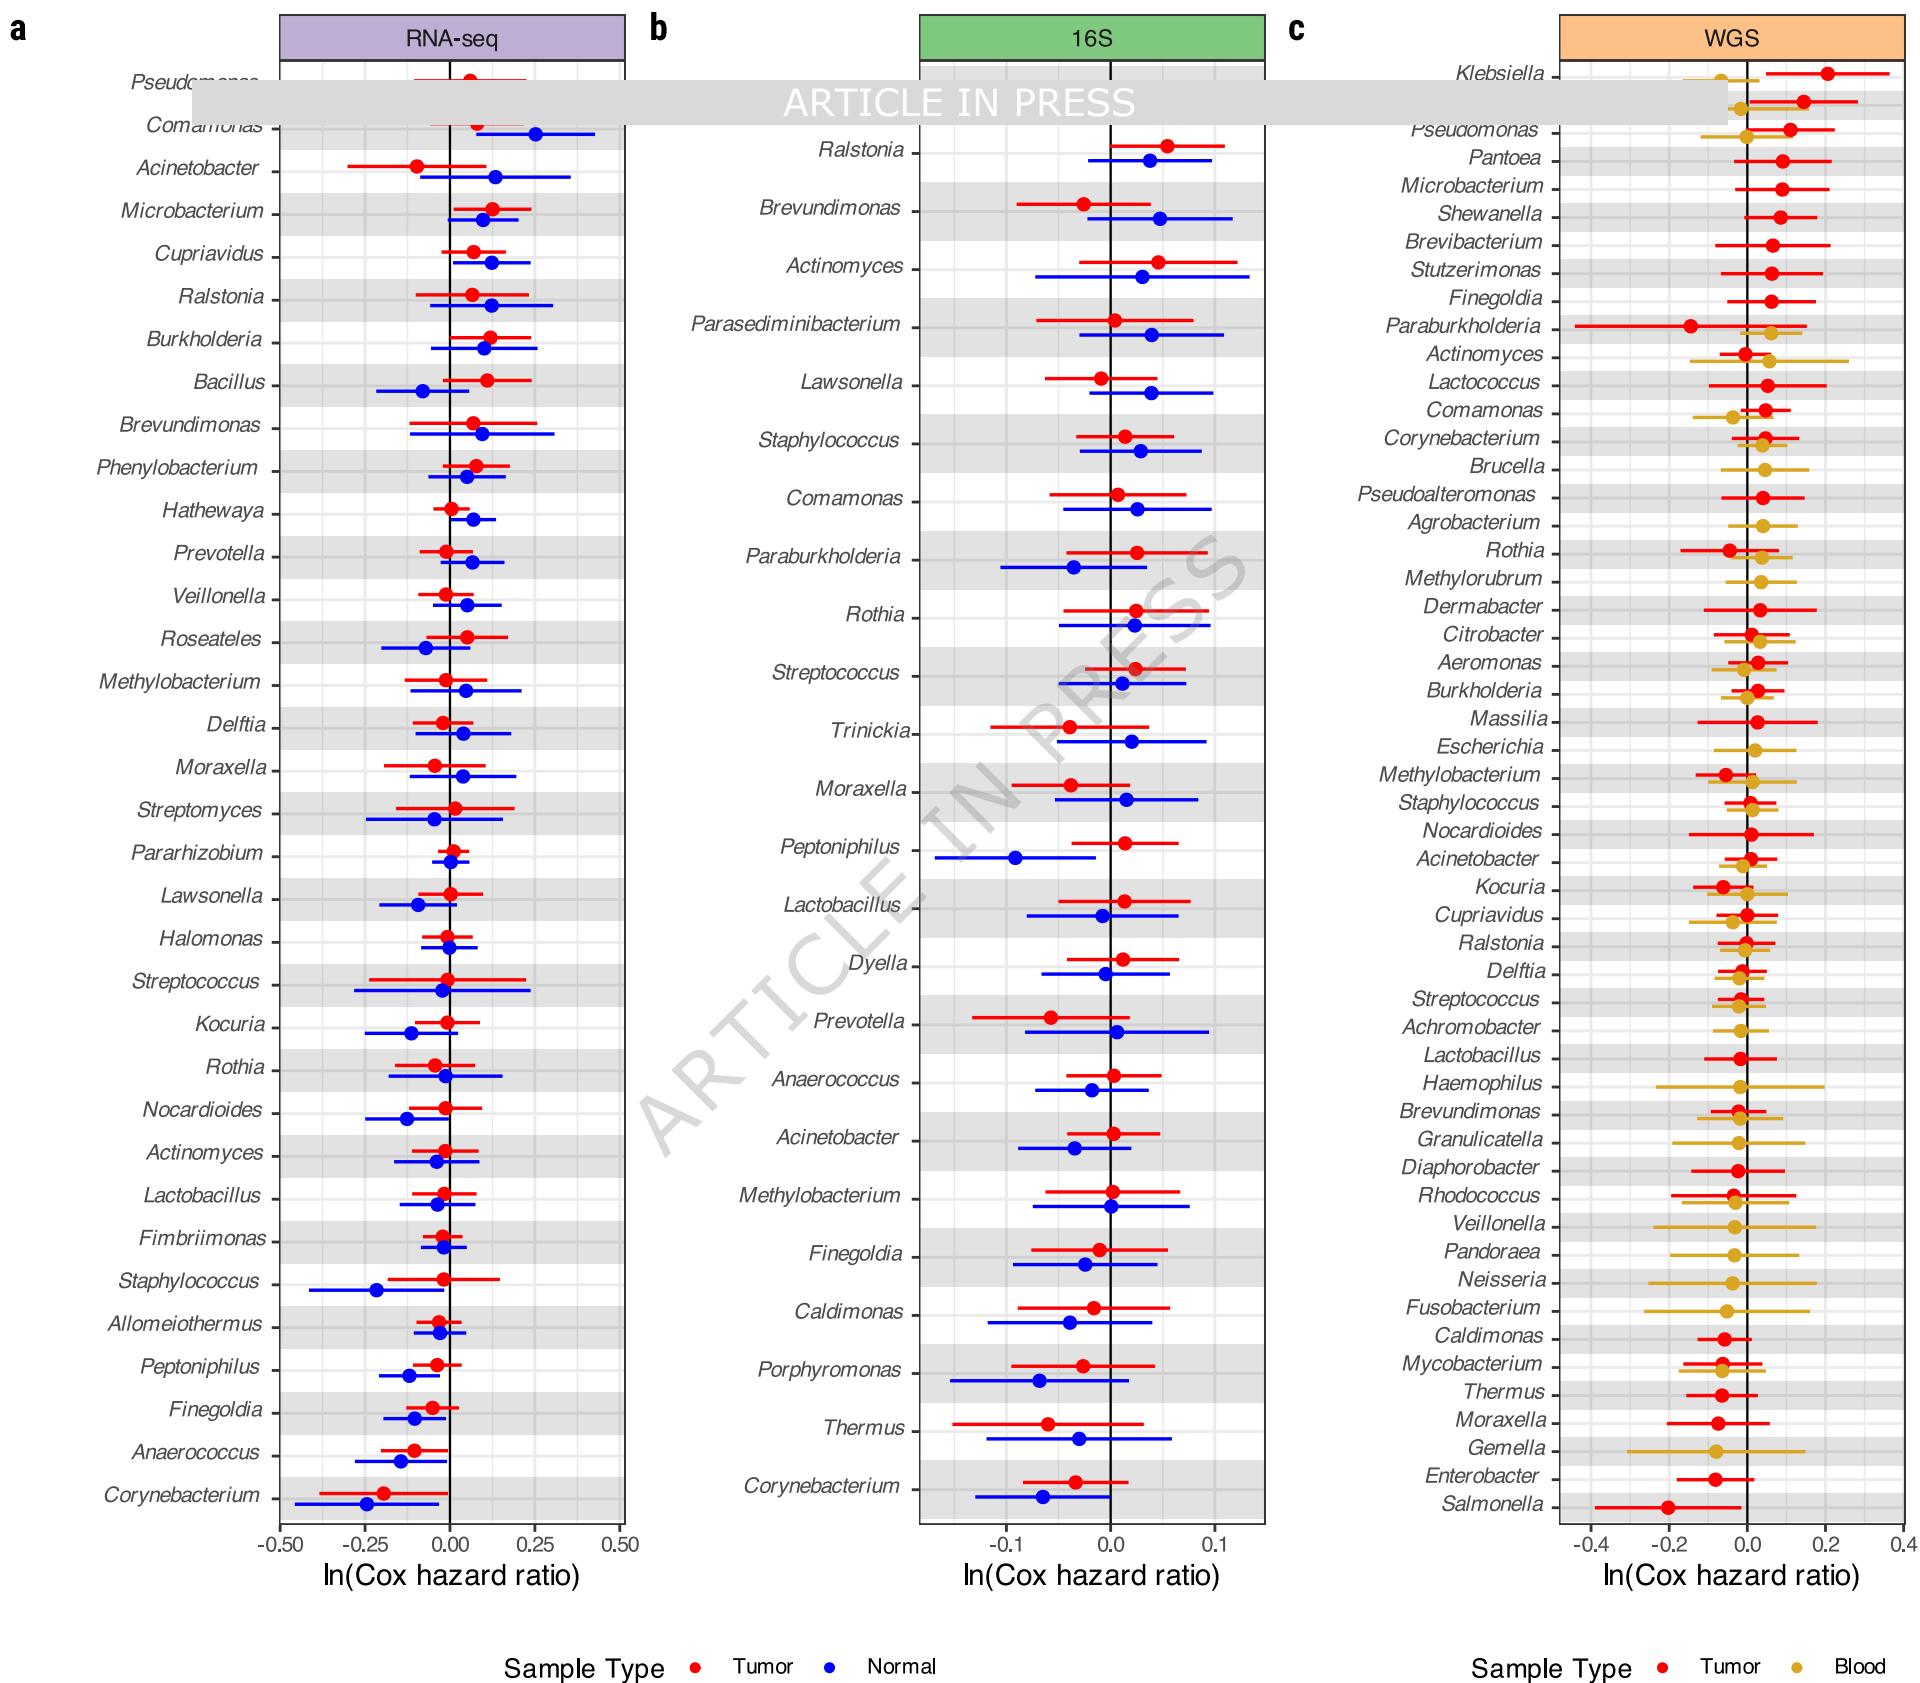 a
RNA-seq
Comamonas
Acinetobacter
Microbacterium
Cupriavidus
Ralstonia
Burkholderia
Bacillus
Brevundimonas
Phenylobacterium
Hathewaya
Prevotella
Veillonella
Roseateles
Methylobacterium
Delftia
Moraxella
Streptomyces
Pararhizobium
Lawsonella
Halomonas
Streptococcus
Kocuria
Rothia
Nocardioides
Actinomyces
Lactobacillus
Fimbriimonas
Staphylococcus
Allomeiothermus
Peptoniphilus
Finegoldia
Anaerococcus
Corynebacterium
-0.50 -0.25 0.00 0.25 0.50
ln(Cox hazard ratio)
b
16S
ARTICLE IN PRESS
Ralstonia
Brevundimonas
Actinomyces
Parasediminibacterium
Lawsonella
Staphylococcus
Comamonas
Paraburkholderia
Rothia
Streptococcus
Trinickia
Moraxella
Peptoniphilus
Lactobacillus
Dyella
Prevotella
Anaerococcus
Acinetobacter
Methylobacterium
Finegoldia
Caldimonas
Porphyromonas
Thermus
Corynebacterium
-0.1 0.0 0.1
ln(Cox hazard ratio)
ARTICLE IN PRESS
c
WGS
Klebsiella
Pseudomonas
Pantoea
Microbacterium
Shewanella
Brevibacterium
Stutzerimonas
Finegoldia
Paraburkholderia
Actinomyces
Lactococcus
Comamonas
Corynebacterium
Brucella
Pseudoalteromonas
Agrobacterium
Rothia
Methylorubrum
Dermabacter
Citrobacter
Aeromonas
Burkholderia
Massilia
Escherichia
Methylobacterium
Staphylococcus
Nocardioides
Acinetobacter
Kocuria
Cupriavidus
Ralstonia
Delftia
Streptococcus
Achromobacter
Lactobacillus
Haemophilus
Brevundimonas
Granulicatella
Diaphorobacter
Rhodococcus
Veillonella
Pandoraea
Neisseria
Fusobacterium
Caldimonas
Mycobacterium
Thermus
Moraxella
Gemella
Enterobacter
Salmonella
-0.4 -0.2 0.0 0.2 0.4
ln(Cox hazard ratio)
Sample Type Tumor Normal
Sample Type Tumor Blood